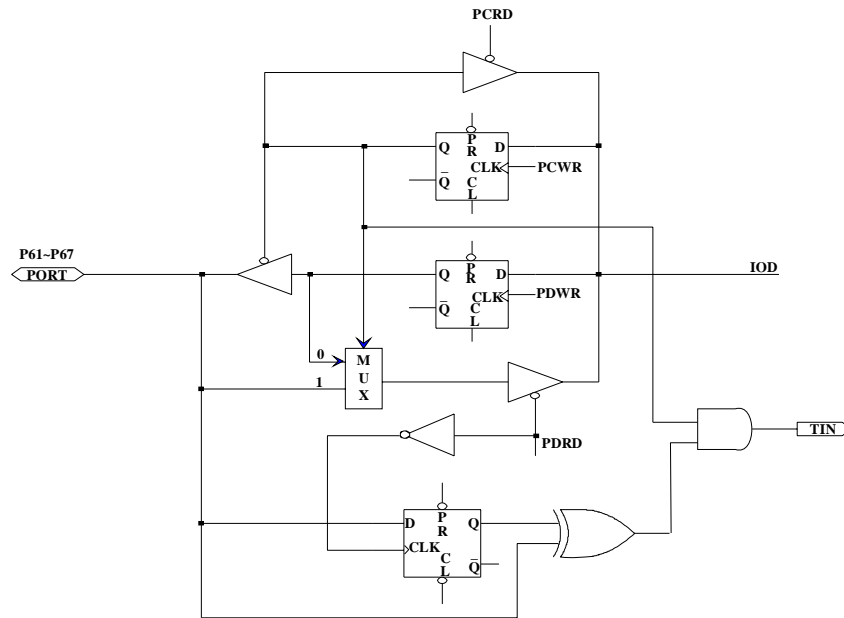 PCRD
Q
P
R
D
CLK
PCWR
Q̅
C
L
P61~P67
PORT
Q
P
R
D
IOD
CLK
PDWR
Q̅
C
L
0
M
U
X
1
PDRD
TIN
D
P
R
Q
CLK
C
L
Q̅